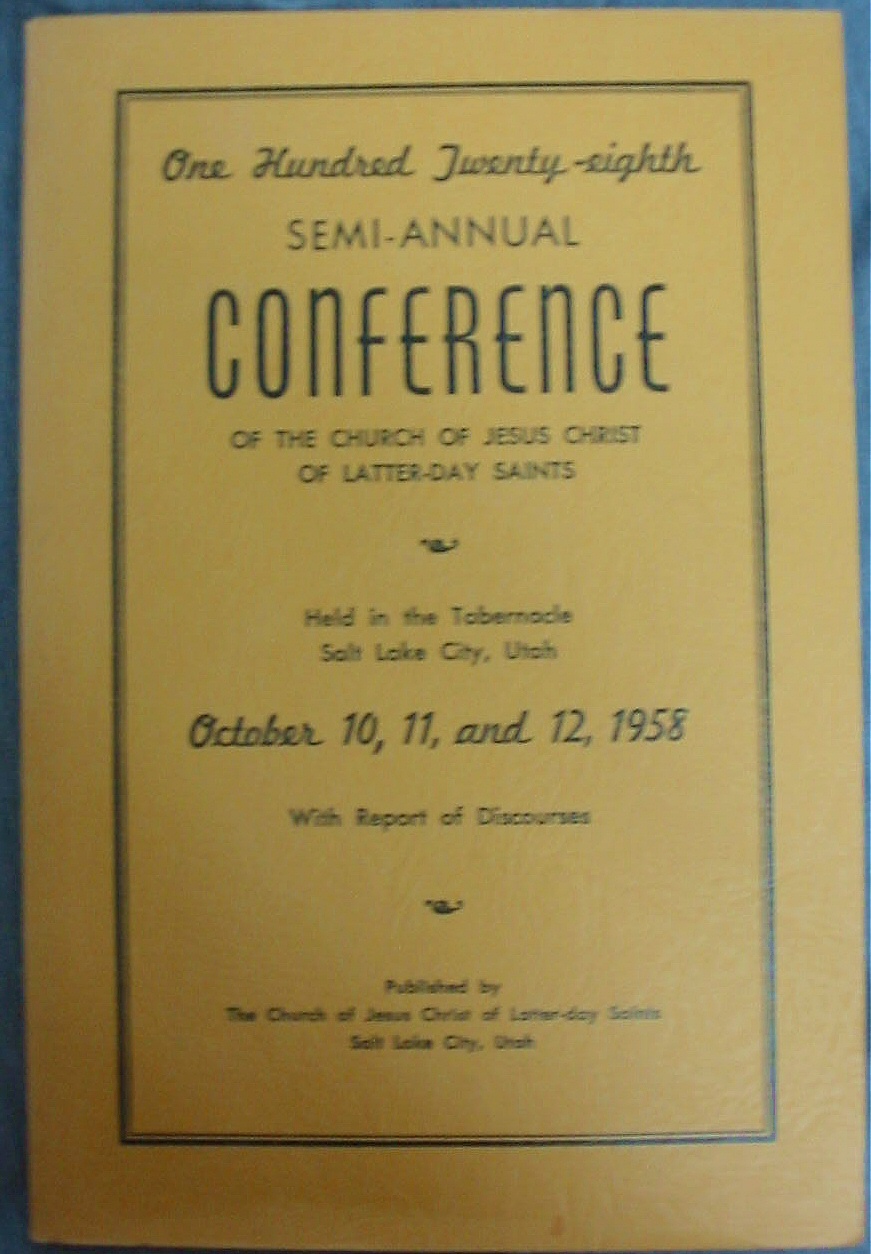 One Hundred Twenty-eighth
SEMI-ANNUAL
CONFERENCE
OF THE CHURCH OF JESUS CHRIST
OF LATTER-DAY SAINTS
Held in the Tabernacle
Salt Lake City, Utah
October 10, 11, and 12, 1958
With Report of Discourses
Published by
The Church of Jesus Christ of Latter-day Saints
Salt Lake City, Utah